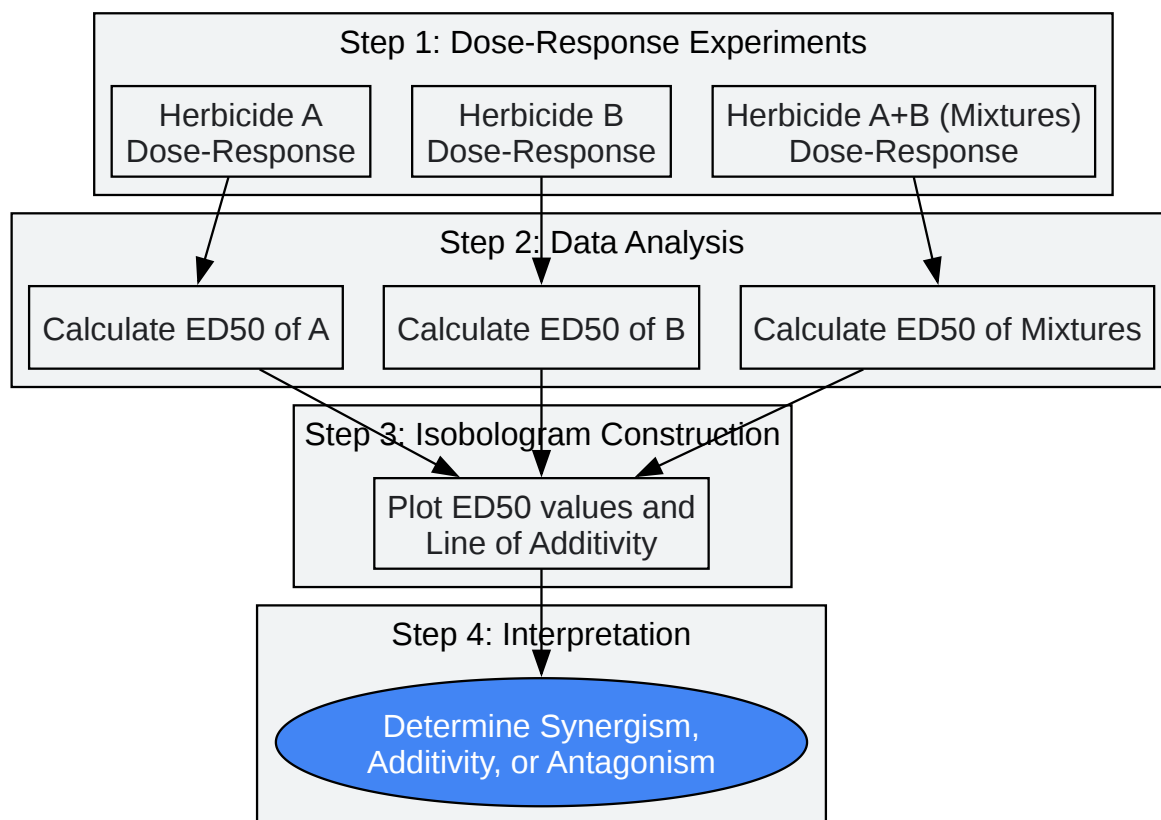 Step 1: Dose-Response Experiments
Herbicide A
Dose-Response
Herbicide B
Dose-Response
Herbicide A+B (Mixtures)
Dose-Response
Step 2: Data Analysis
Calculate ED50 of A
Calculate ED50 of B
Calculate ED50 of Mixtures
Step 3: Isobologram Construction
Plot ED50 values and
Line of Additivity
Step 4: Interpretation
Determine Synergism,
Additivity, or Antagonism